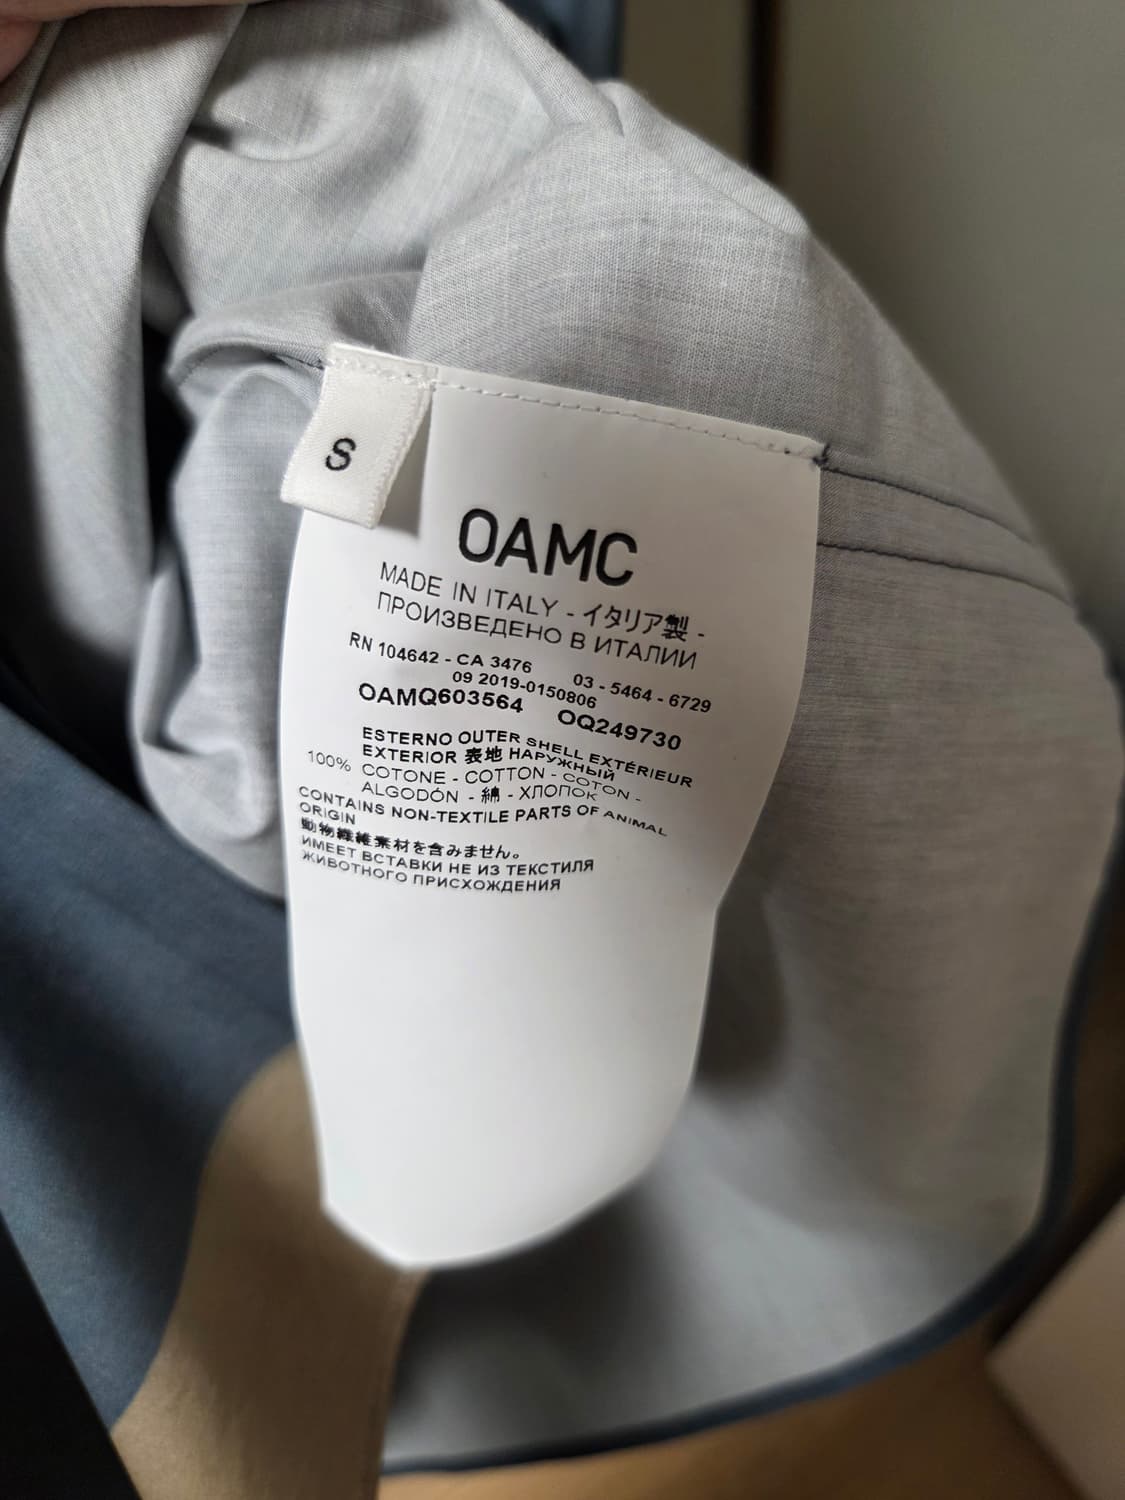 S
OAMC
MADE IN ITALY - イタリア製 -
ПРОИЗВЕДЕНО В ИТАЛИИ
RN 104642 - CA 3476 03 - 5464 - 6729
09 2019-0150806
OAMQ603564 OQ249730
ESTERNO OUTER SHELL EXTÉRIEUR
EXTERIOR 表地 НАРУЖНЫЙ
100% COTONE - COTTON - COTON -
ALGODÓN - 綿 - ХЛОПОК
CONTAINS NON-TEXTILE PARTS OF ANIMAL
ORIGIN
動物繊維素材を含みません。
ИМЕЕТ ВСТАВКИ НЕ ИЗ ТЕКСТИЛЯ
ЖИВОТНОГО ПРИСХОЖДЕНИЯ